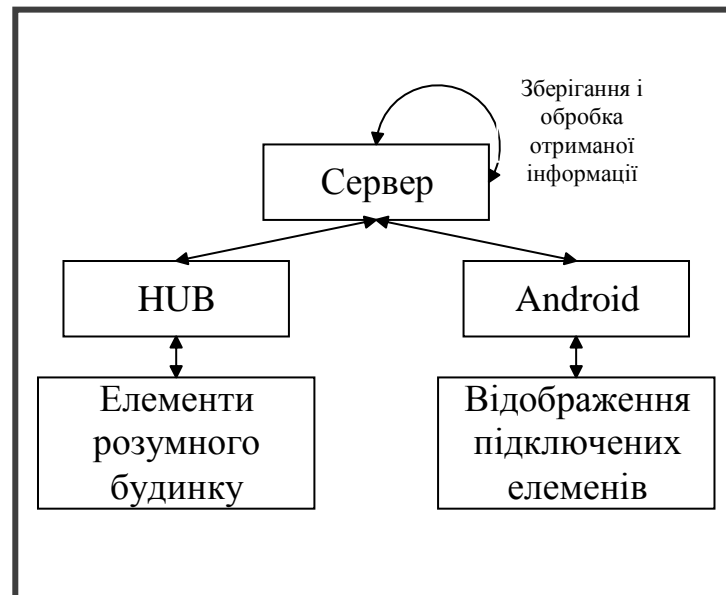 Зберігання і
обробка
отриманої
інформації
Сервер
HUB
Android
Елементи
розумного
будинку
Відображення
підключених
елеменів